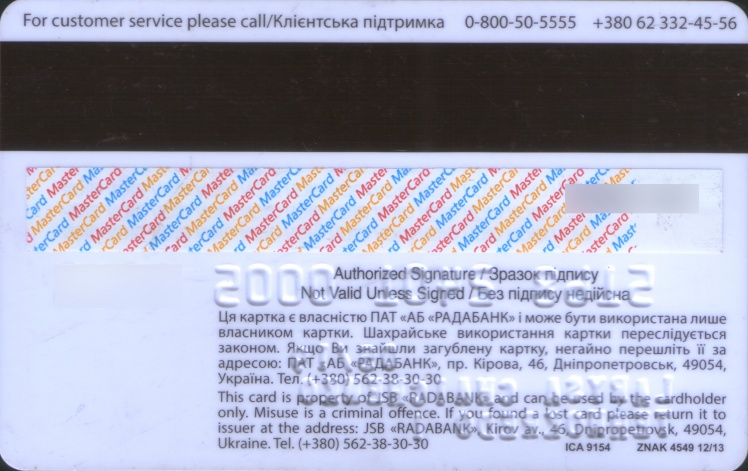 For customer service please call/Клієнтська підтримка 0-800-50-5555 +380 62 332-45-56
MasterCard MasterCard MasterCard MasterCard MasterCard MasterCard
Authorized Signature / Зразок підпису
Not Valid Unless Signed / Без підпису недійсна
Ця картка є власністю ПАТ «АБ «РАДАБАНК» і може бути використана лише
власником картки. Шахрайське використання картки переслідується
законом. Якщо Ви знайшли загублену картку, негайно перешліть її за
адресою: ПАТ «АБ «РАДАБАНК», пр. Кірова, 46, Дніпропетровськ, 49054,
Україна. Тел. (+380) 562-38-30-30
This card is property of JSB «RADABANK» and can be used by the cardholder
only. Misuse is a criminal offence. If you found a lost card please return it to
issuer at the address: JSB «RADABANK», Kirov av., 46, Dnipropetrovsk, 49054,
Ukraine. Tel. (+380) 562-38-30-30
ICA 9154 ZNAK 4549 12/13